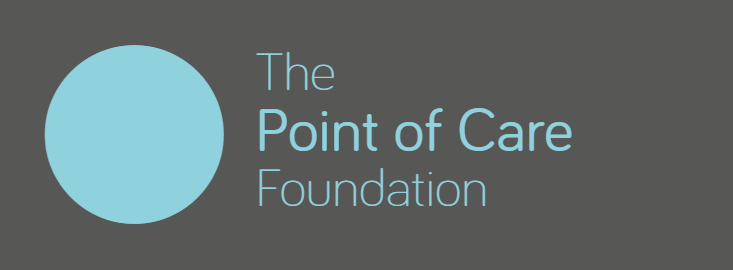 The
Point of Care
Foundation